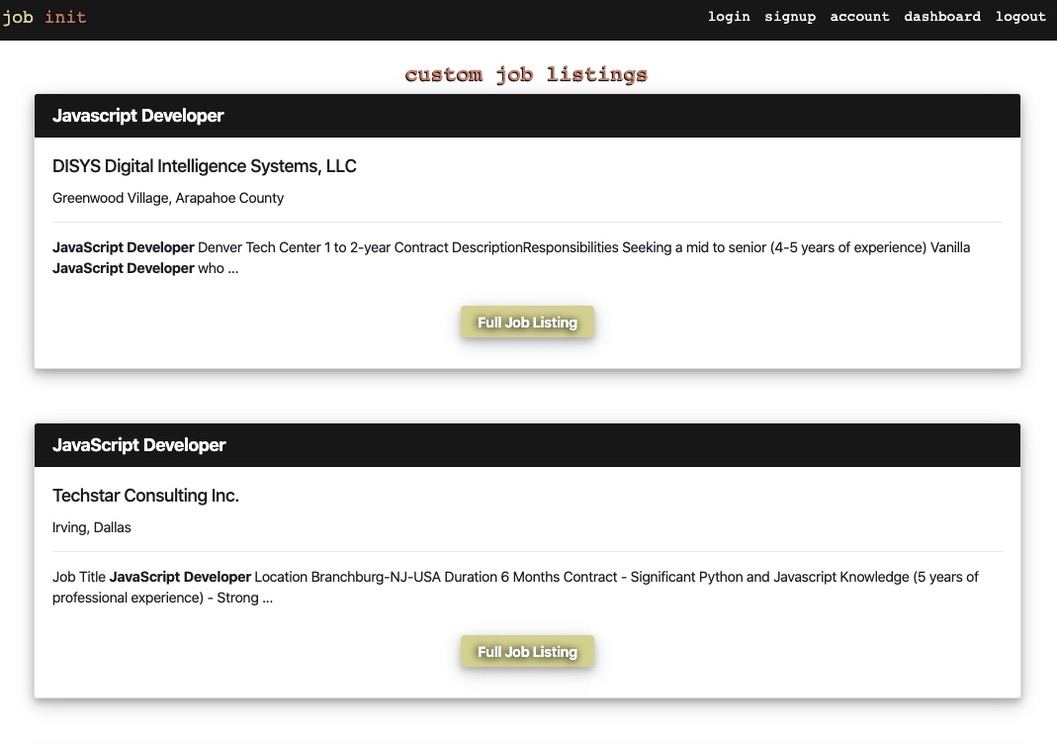 job init
login signup account dashboard logout
custom job listings
Javascript Developer
DISYS Digital Intelligence Systems, LLC
Greenwood Village, Arapahoe County
JavaScript Developer Denver Tech Center 1 to 2-year Contract DescriptionResponsibilities Seeking a mid to senior (4-5 years of experience) Vanilla
JavaScript Developer who ...
Full Job Listing
JavaScript Developer
Techstar Consulting Inc.
Irving, Dallas
Job Title JavaScript Developer Location Branchburg-NJ-USA Duration 6 Months Contract - Significant Python and Javascript Knowledge (5 years of
professional experience) - Strong ...
Full Job Listing